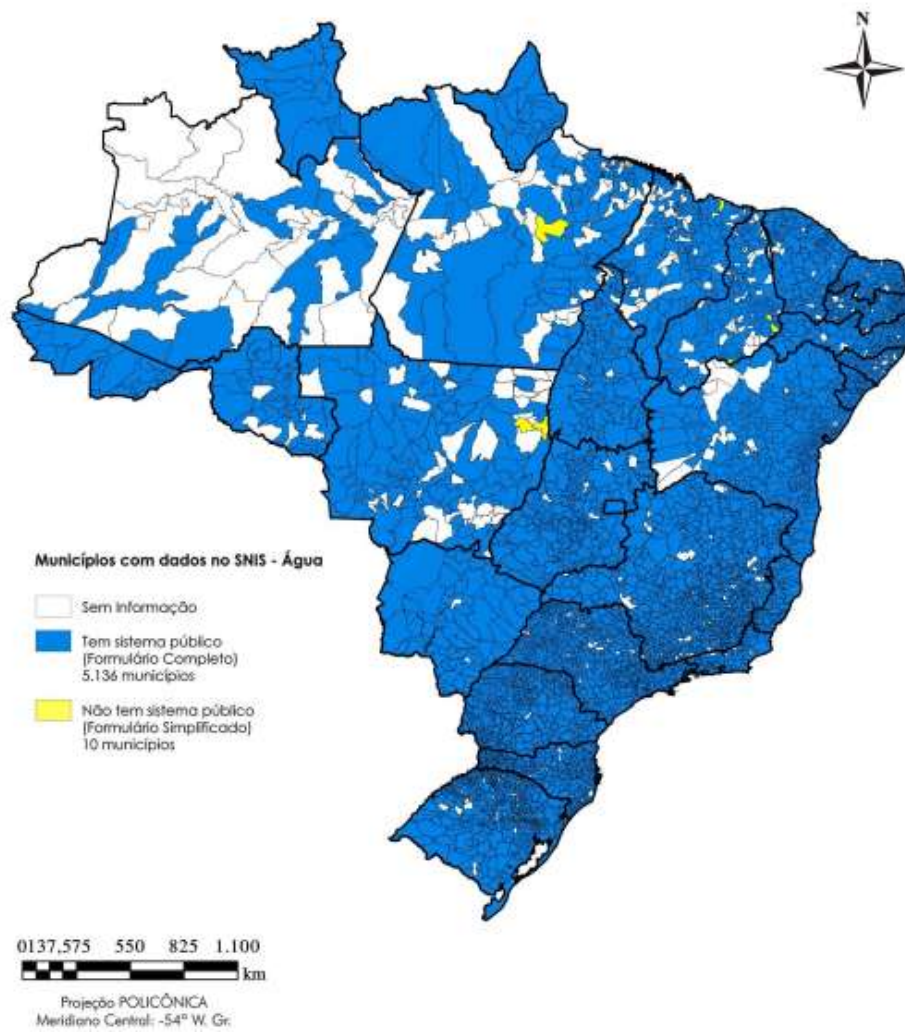 N
Municípios com dados no SNIS - Água
Sem Informação
Tem sistema público
(Formulário Completo)
5.136 municípios
Não tem sistema público
(Formulário Simplificado)
10 municípios
0137,575 550 825 1.100
km
Projeção POLICÔNICA
Meridiano Central: -54° W. Gr.